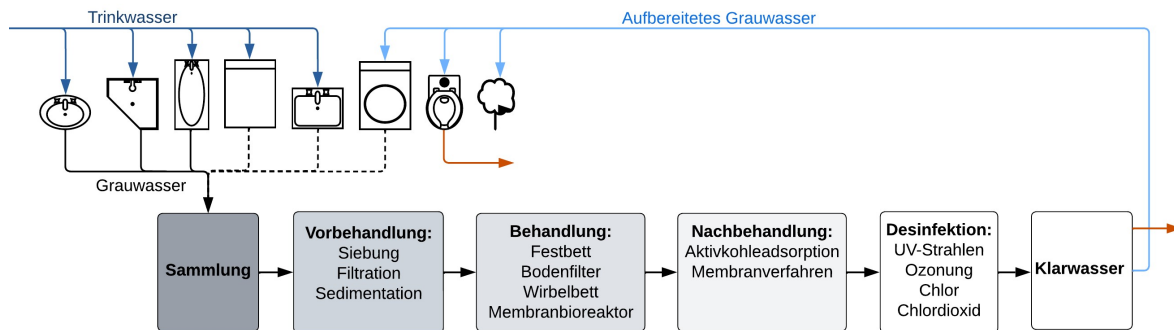 Trinkwasser
Aufbereitetes Grauwasser
Grauwasser
Sammlung
Vorbehandlung:
Siebung
Filtration
Sedimentation
Behandlung:
Festbett
Bodenfilter
Wirbelbett
Membranbioreaktor
Nachbehandlung:
Aktivkohleadsorption
Membranverfahren
Desinfektion:
UV-Strahlen
Ozonung
Chlor
Chlordioxid
Klarwasser